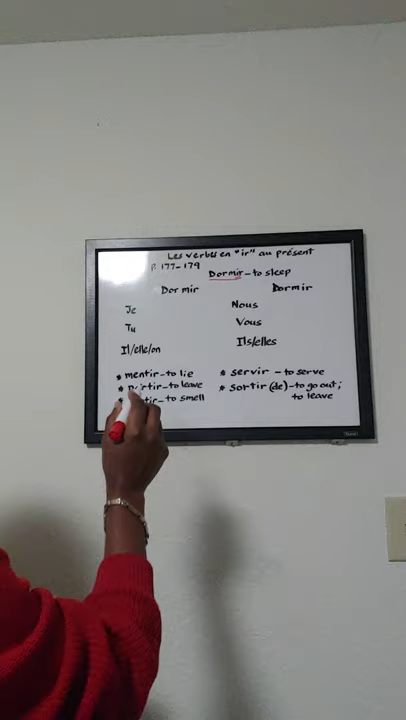 Les verbes en "ir" au présent
P. 177-179
Dormir - to sleep
Dormir Dormir
Je Nous
Tu Vous
Il/elle/on Ils/elles
* mentir - to lie * servir - to serve
* partir - to leave * sortir (de) - to go out;
- to smell to leave